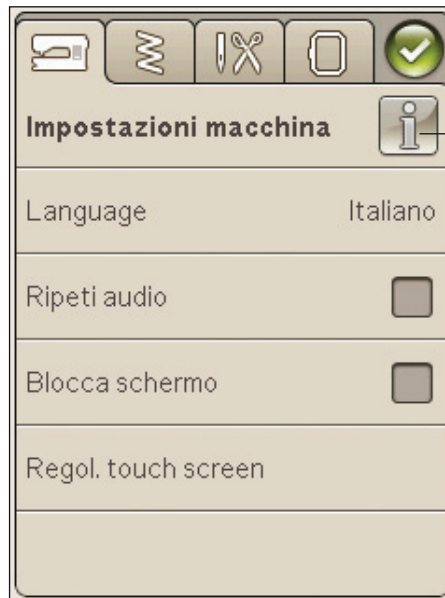 Impostazioni macchina
Language Italiano
Ripeti audio
Blocca schermo
Regol. touch screen